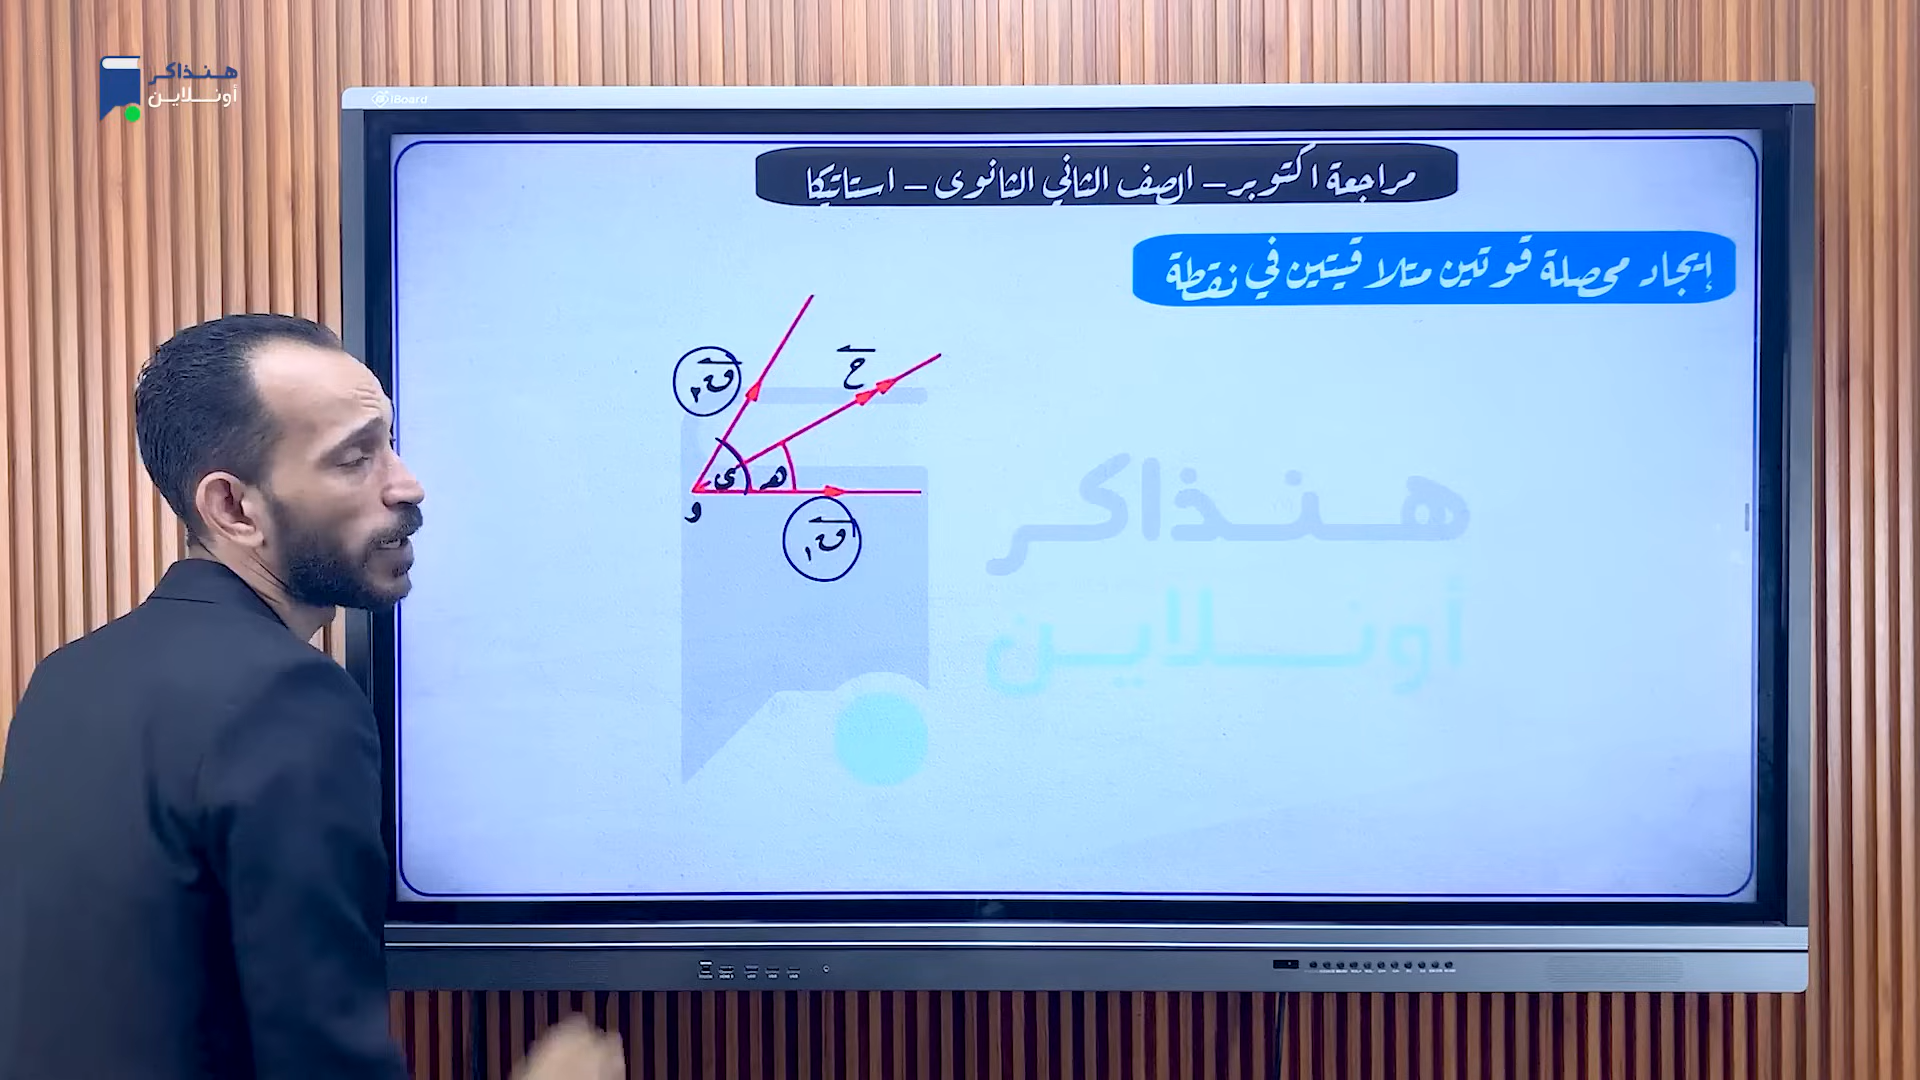 هنذاكر
أونلاين
iBoard
مراجعة اكتوبر – الصف الثاني الثانوى – استاتيكا
إيجاد محصلة قوتين متلاقيتين في نقطة
ق٢
ح
ى
هـ
و
ق١
هنذاكر
أونلاين